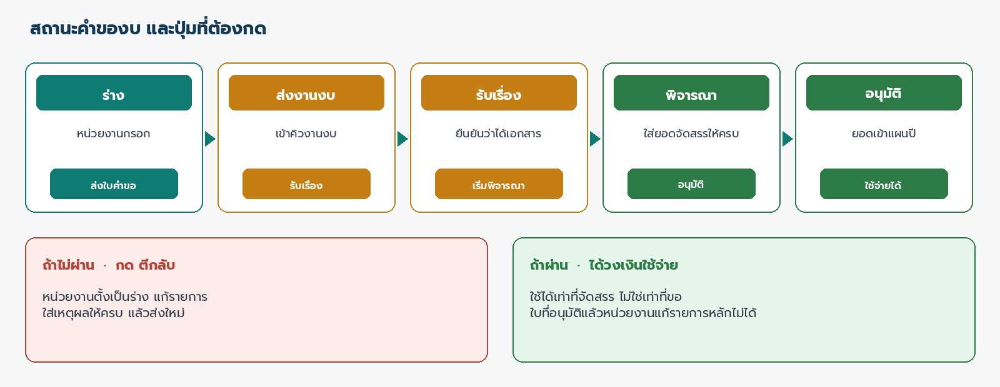 สถานะคำของบ และปุ่มที่ต้องกด
ร่าง
หน่วยงานกรอก
ส่งใบคำขอ
ส่งงานงบ
เข้าคิวงานงบ
รับเรื่อง
รับเรื่อง
ยืนยันว่าได้เอกสาร
เริ่มพิจารณา
พิจารณา
ใส่ยอดจัดสรรให้ครบ
อนุมัติ
อนุมัติ
ยอดเข้าแผนปี
ใช้จ่ายได้
ถ้าไม่ผ่าน · กด ตีกลับ
หน่วยงานตั้งเป็นร่าง แก้รายการ
ใส่เหตุผลให้ครบ แล้วส่งใหม่
ถ้าผ่าน · ได้วงเงินใช้จ่าย
ใช้ได้เท่าที่จัดสรร ไม่ใช่เท่าที่ขอ
ใบที่อนุมัติแล้วหน่วยงานแก้รายการหลักไม่ได้